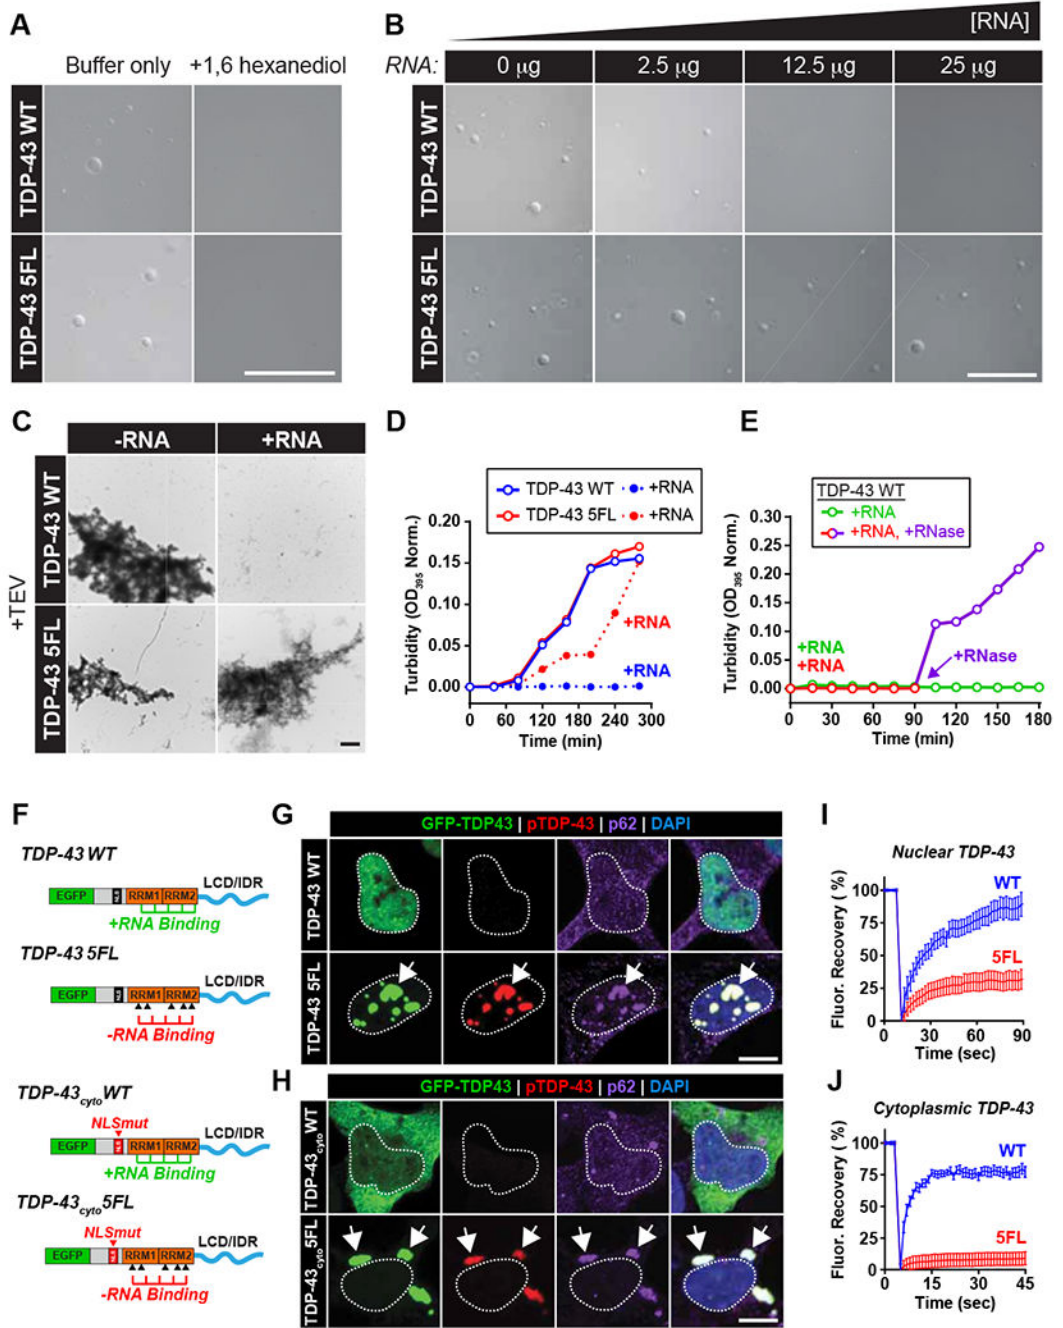 A
Buffer only +1,6 hexanediol
TDP-43 WT
TDP-43 5FL
B
[RNA]
RNA: 0 µg 2.5 µg 12.5 µg 25 µg
TDP-43 WT
TDP-43 5FL
C
-RNA +RNA
+TEV
TDP-43 WT
TDP-43 5FL
D
TDP-43 WT +RNA
TDP-43 5FL +RNA
Turbidity (OD395 Norm.)
0.20
0.15
0.10
0.05
0.00
+RNA
+RNA
0 60 120 180 240 300
Time (min)
E
TDP-43 WT
+RNA
+RNA, +RNase
Turbidity (OD395 Norm.)
0.30
0.25
0.20
0.15
0.10
0.05
0.00
+RNA
+RNA
+RNase
0 30 60 90 120 150 180
Time (min)
F
TDP-43 WT
EGFP NLS RRM1 RRM2 LCD/IDR
+RNA Binding
TDP-43 5FL
EGFP NLS RRM1 RRM2 LCD/IDR
-RNA Binding
TDP-43cyto WT
NLSmut
EGFP NLS RRM1 RRM2 LCD/IDR
+RNA Binding
TDP-43cyto 5FL
NLSmut
EGFP NLS RRM1 RRM2 LCD/IDR
-RNA Binding
G
GFP-TDP43 | pTDP-43 | p62 | DAPI
TDP-43 WT
TDP-43 5FL
H
GFP-TDP43 | pTDP-43 | p62 | DAPI
TDP-43cyto WT
TDP-43cyto 5FL
I
Nuclear TDP-43
Fluor. Recovery (%)
100
75
50
25
0
WT
5FL
0 30 60 90
Time (sec)
J
Cytoplasmic TDP-43
Fluor. Recovery (%)
100
75
50
25
0
WT
5FL
0 15 30 45
Time (sec)